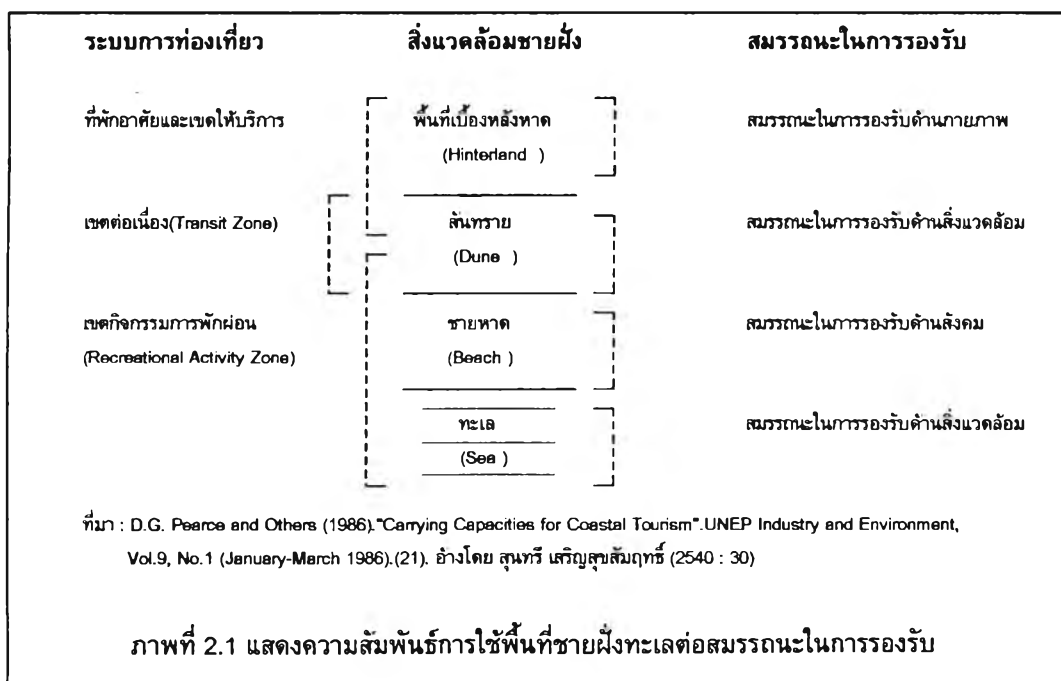 ระบบการท่องเที่ยว สิ่งแวดล้อมชายฝั่ง สมรรถนะในการรองรับ
ที่พักอาศัยและเขตให้บริการ พื้นที่เบื้องหลังหาด สมรรถนะในการรองรับด้านกายภาพ
(Hinterland )
เขตต่อเนื่อง(Transit Zone) สันทราย สมรรถนะในการรองรับด้านสิ่งแวดล้อม
(Dune )
เขตกิจกรรมการพักผ่อน ชายหาด สมรรถนะในการรองรับด้านสังคม
(Recreational Activity Zone) (Beach )
ทะเล สมรรถนะในการรองรับด้านสิ่งแวดล้อม
(Sea )
ที่มา : D.G. Pearce and Others (1986)."Carrying Capacities for Coastal Tourism".UNEP Industry and Environment,
Vol.9, No.1 (January-March 1986).(21). อ้างโดย สุนทรี เสริญสุขสัมฤทธิ์ (2540 : 30)
ภาพที่ 2.1 แสดงความสัมพันธ์การใช้พื้นที่ชายฝั่งทะเลต่อสมรรถนะในการรองรับ